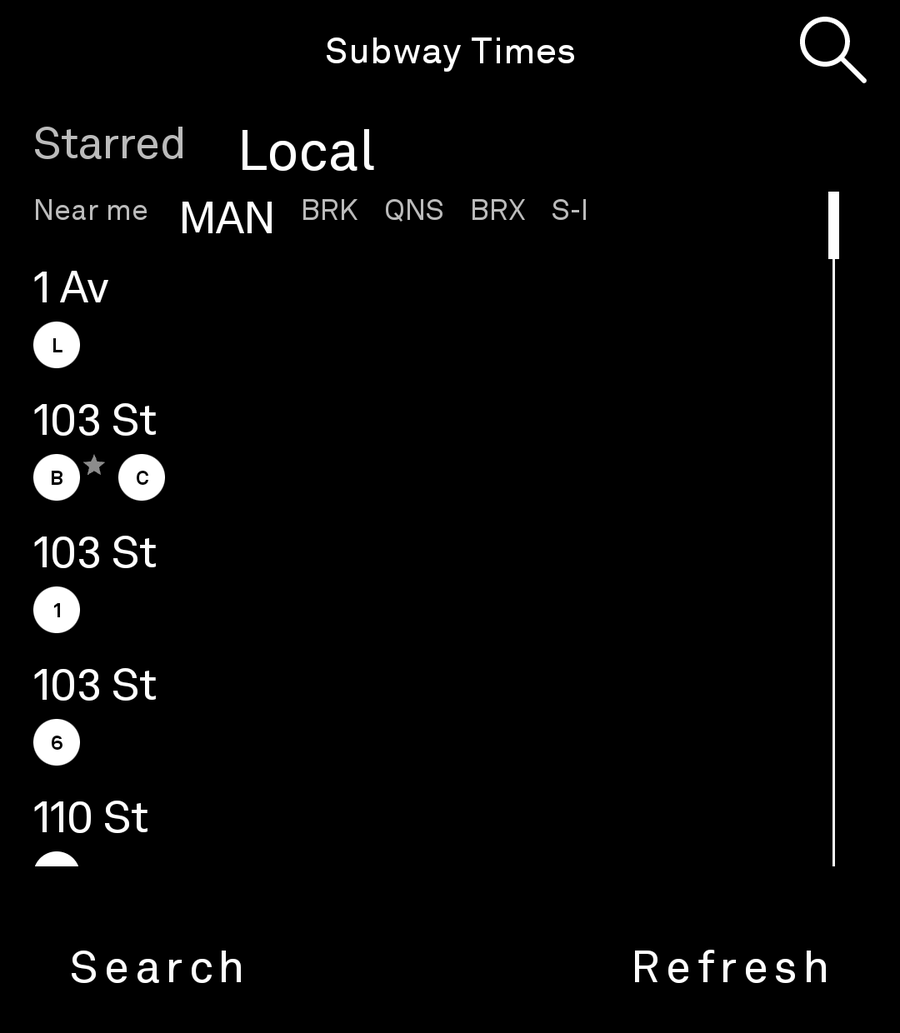 Subway Times
Starred Local
Near me MAN BRK QNS BRX S-I
1 Av
L
103 St
B C
103 St
1
103 St
6
110 St
Search Refresh